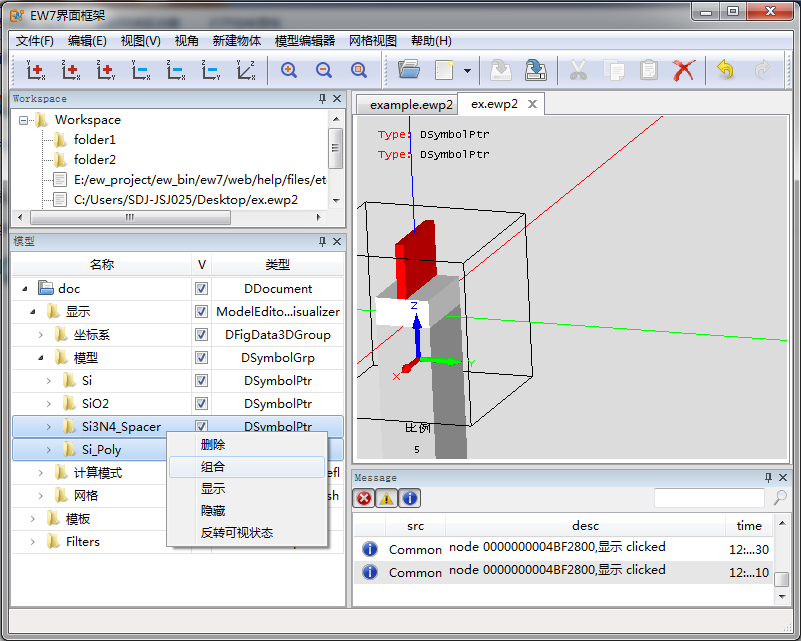 EW7界面框架
文件(F) 编辑(E) 视图(V) 视角 新建物体 模型编辑器 网格视图 帮助(H)
Workspace
Workspace
folder1
folder2
E:/ew_project/ew_bin/ew7/web/help/files/et
C:/Users/SDJ-JSJ025/Desktop/ex.ewp2
模型
名称 V 类型
doc DDocument
显示 ModelEdito...isualizer
坐标系 DFigData3DGroup
模型 DSymbolGrp
Si DSymbolPtr
SiO2 DSymbolPtr
Si3N4_Spacer DSymbolPtr
Si_Poly
计算模式 efl
网格 sh
模板
Filters
删除
组合
显示
隐藏
反转可视状态
example.ewp2 ex.ewp2
Type: DSymbolPtr
Type: DSymbolPtr
Z
Y
X
比例
5
Message
src desc time
Common node 0000000004BF2800,显示 clicked 12:...30
Common node 0000000004BF2800,显示 clicked 12:...10